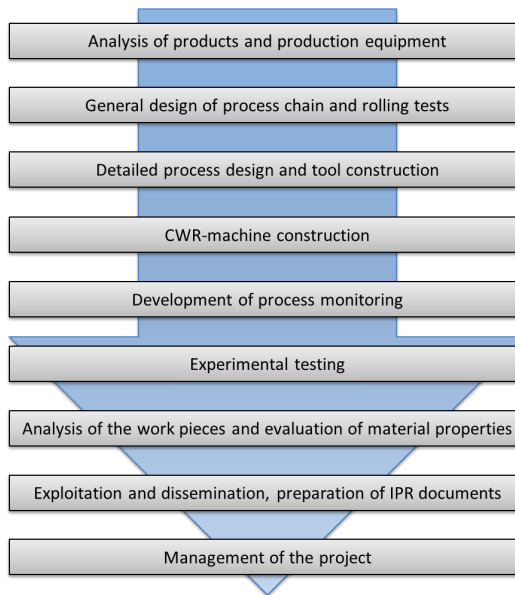 Analysis of products and production equipment
General design of process chain and rolling tests
Detailed process design and tool construction
CWR-machine construction
Development of process monitoring
Experimental testing
Analysis of the work pieces and evaluation of material properties
Exploitation and dissemination, preparation of IPR documents
Management of the project